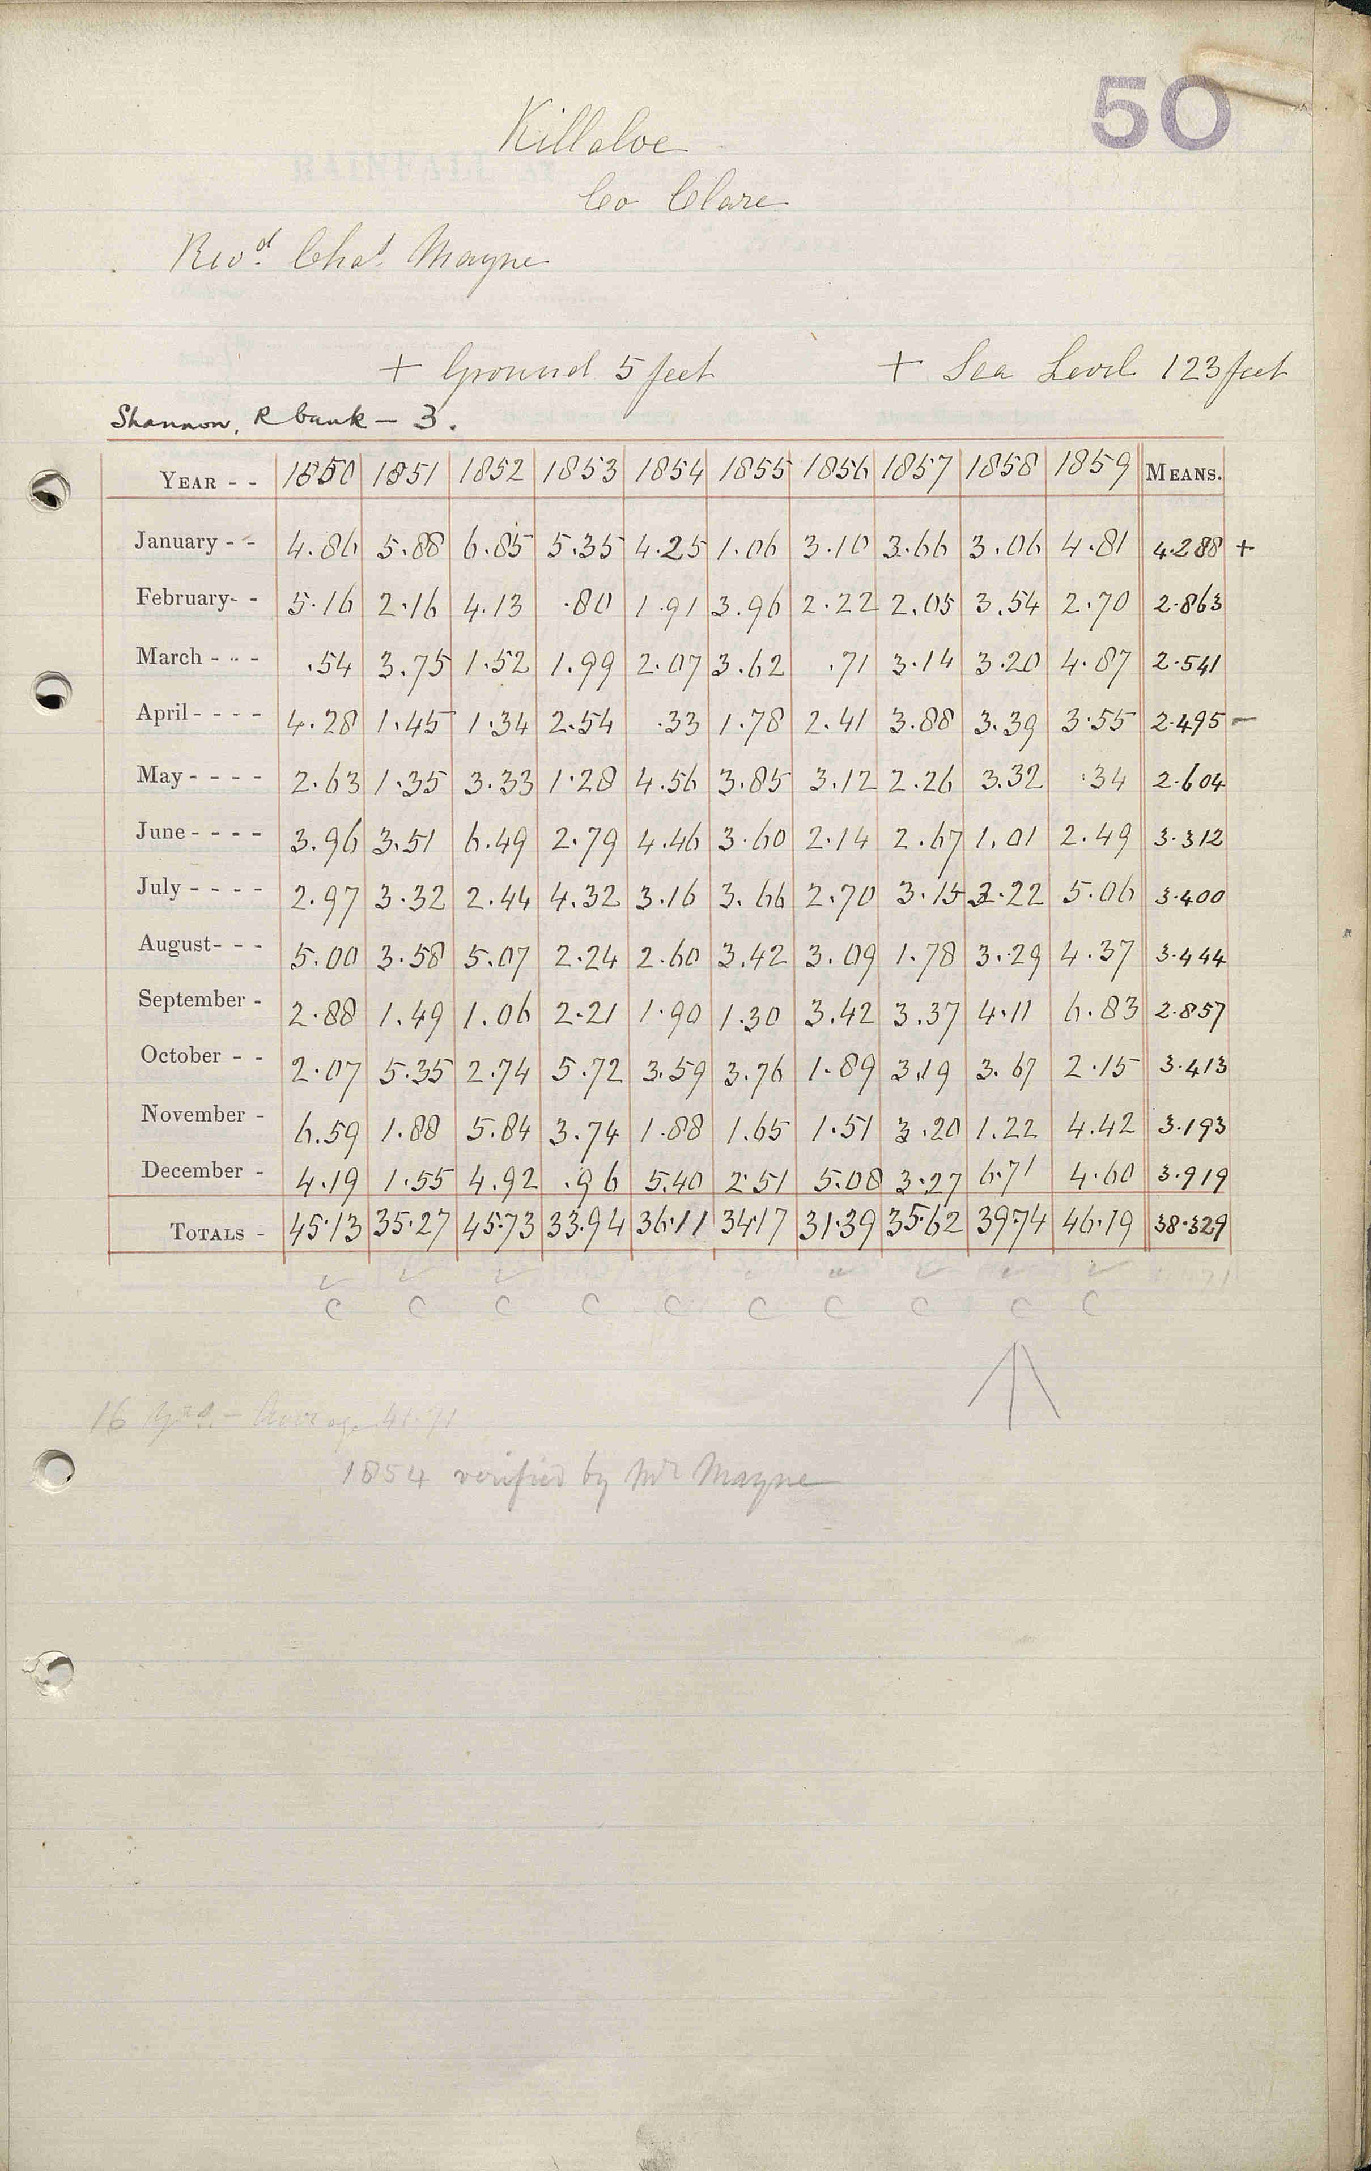 50
Killaloe
Co Clare
Revd. Chas. Mayne
+ Ground 5 feet + Sea Level 123 feet
Shannon, R bank - 3.
YEAR - - 1850 1851 1852 1853 1854 1855 1856 1857 1858 1859 MEANS.
January - - 4.86 5.88 6.85 5.35 4.25 1.06 3.10 3.66 3.06 4.81 4.288 +
February- - 5.16 2.16 4.13 .80 1.91 3.96 2.22 2.05 3.54 2.70 2.863
March - - - .54 3.75 1.52 1.99 2.07 3.62 .71 3.14 3.20 4.87 2.541
April - - - - 4.28 1.45 1.34 2.54 .33 1.78 2.41 3.88 3.39 3.55 2.495 -
May - - - - 2.63 1.35 3.33 1.28 4.56 3.85 3.12 2.26 3.32 .34 2.604
June - - - - 3.96 3.51 6.49 2.79 4.46 3.60 2.14 2.67 1.01 2.49 3.312
July - - - - 2.97 3.32 2.44 4.32 3.16 3.66 2.70 3.15 3.22 5.06 3.400
August- - - 5.00 3.58 5.07 2.24 2.60 3.42 3.09 1.78 3.29 4.37 3.444
September - 2.88 1.49 1.06 2.21 1.90 1.30 3.42 3.37 4.11 6.83 2.857
October - - 2.07 5.35 2.74 5.72 3.59 3.76 1.89 3.19 3.67 2.15 3.413
November - 6.59 1.88 5.84 3.74 1.88 1.65 1.51 3.20 1.22 4.42 3.193
December - 4.19 1.55 4.92 .96 5.40 2.51 5.08 3.27 6.71 4.60 3.919
TOTALS - 45.13 35.27 45.73 33.94 36.11 34.17 31.39 35.62 39.74 46.19 38.329
C C C C C C C C C C
16 yrs. - Average 41.71
1854 verified by Mr Mayne